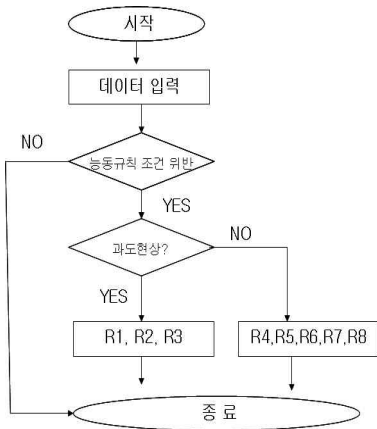 시작
데이터 입력
NO
능동규칙 조건 위반
YES
과도현상?
NO
YES
R1, R2, R3
R4,R5,R6,R7,R8
종 료